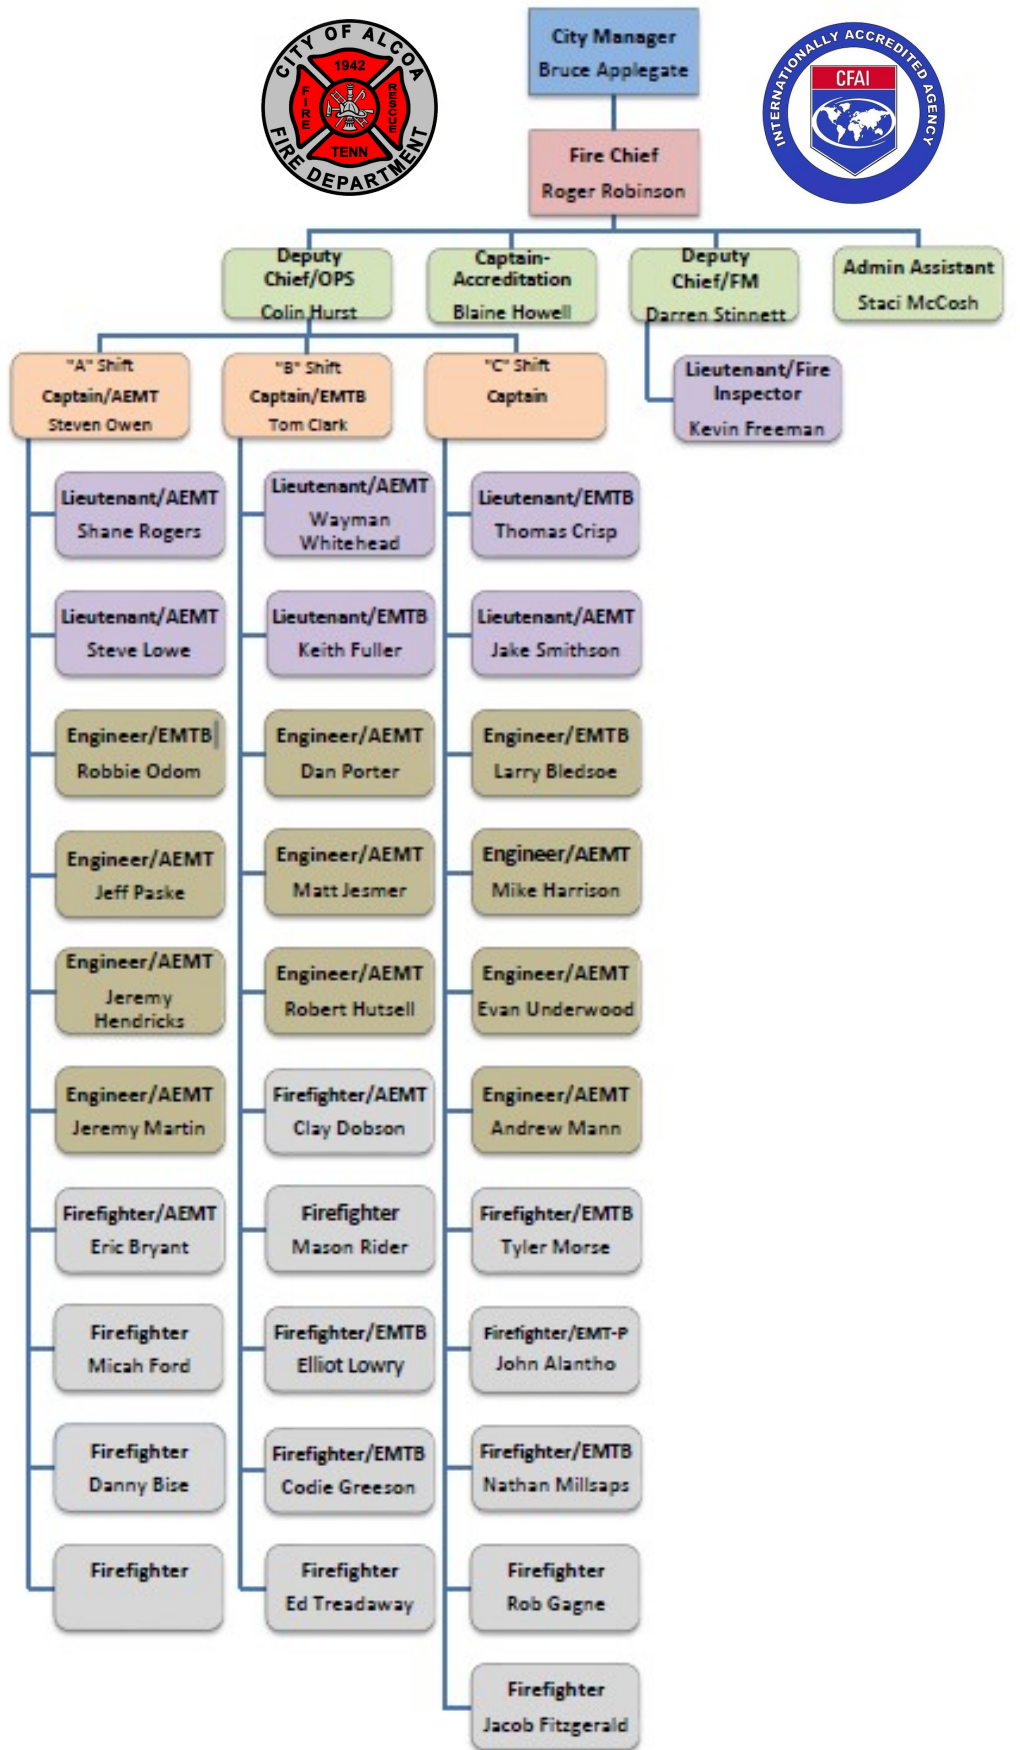 CITY OF ALCOA
1942
FIRE
RESCUE
TENN
FIRE DEPARTMENT
City Manager
Bruce Applegate
INTERNATIONALLY ACCREDITED AGENCY
CFAI
Fire Chief
Roger Robinson
Deputy
Chief/OPS
Colin Hurst
Captain-
Accreditation
Blaine Howell
Deputy
Chief/FM
Darren Stinnett
Admin Assistant
Staci McCosh
"A" Shift
Captain/AEMT
Steven Owen
"B" Shift
Captain/EMTB
Tom Clark
"C" Shift
Captain
Lieutenant/Fire
Inspector
Kevin Freeman
Lieutenant/AEMT
Shane Rogers
Lieutenant/AEMT
Wayman
Whitehead
Lieutenant/EMTB
Thomas Crisp
Lieutenant/AEMT
Steve Lowe
Lieutenant/EMTB
Keith Fuller
Lieutenant/AEMT
Jake Smithson
Engineer/EMTB
Robbie Odom
Engineer/AEMT
Dan Porter
Engineer/EMTB
Larry Bledsoe
Engineer/AEMT
Jeff Paske
Engineer/AEMT
Matt Jesmer
Engineer/AEMT
Mike Harrison
Engineer/AEMT
Jeremy
Hendricks
Engineer/AEMT
Robert Hutsell
Engineer/AEMT
Evan Underwood
Engineer/AEMT
Jeremy Martin
Firefighter/AEMT
Clay Dobson
Engineer/AEMT
Andrew Mann
Firefighter/AEMT
Eric Bryant
Firefighter
Mason Rider
Firefighter/EMTB
Tyler Morse
Firefighter
Micah Ford
Firefighter/EMTB
Elliot Lowry
Firefighter/EMT-P
John Alantho
Firefighter
Danny Bise
Firefighter/EMTB
Codie Greeson
Firefighter/EMTB
Nathan Millsaps
Firefighter
Firefighter
Ed Treadaway
Firefighter
Rob Gagne
Firefighter
Jacob Fitzgerald